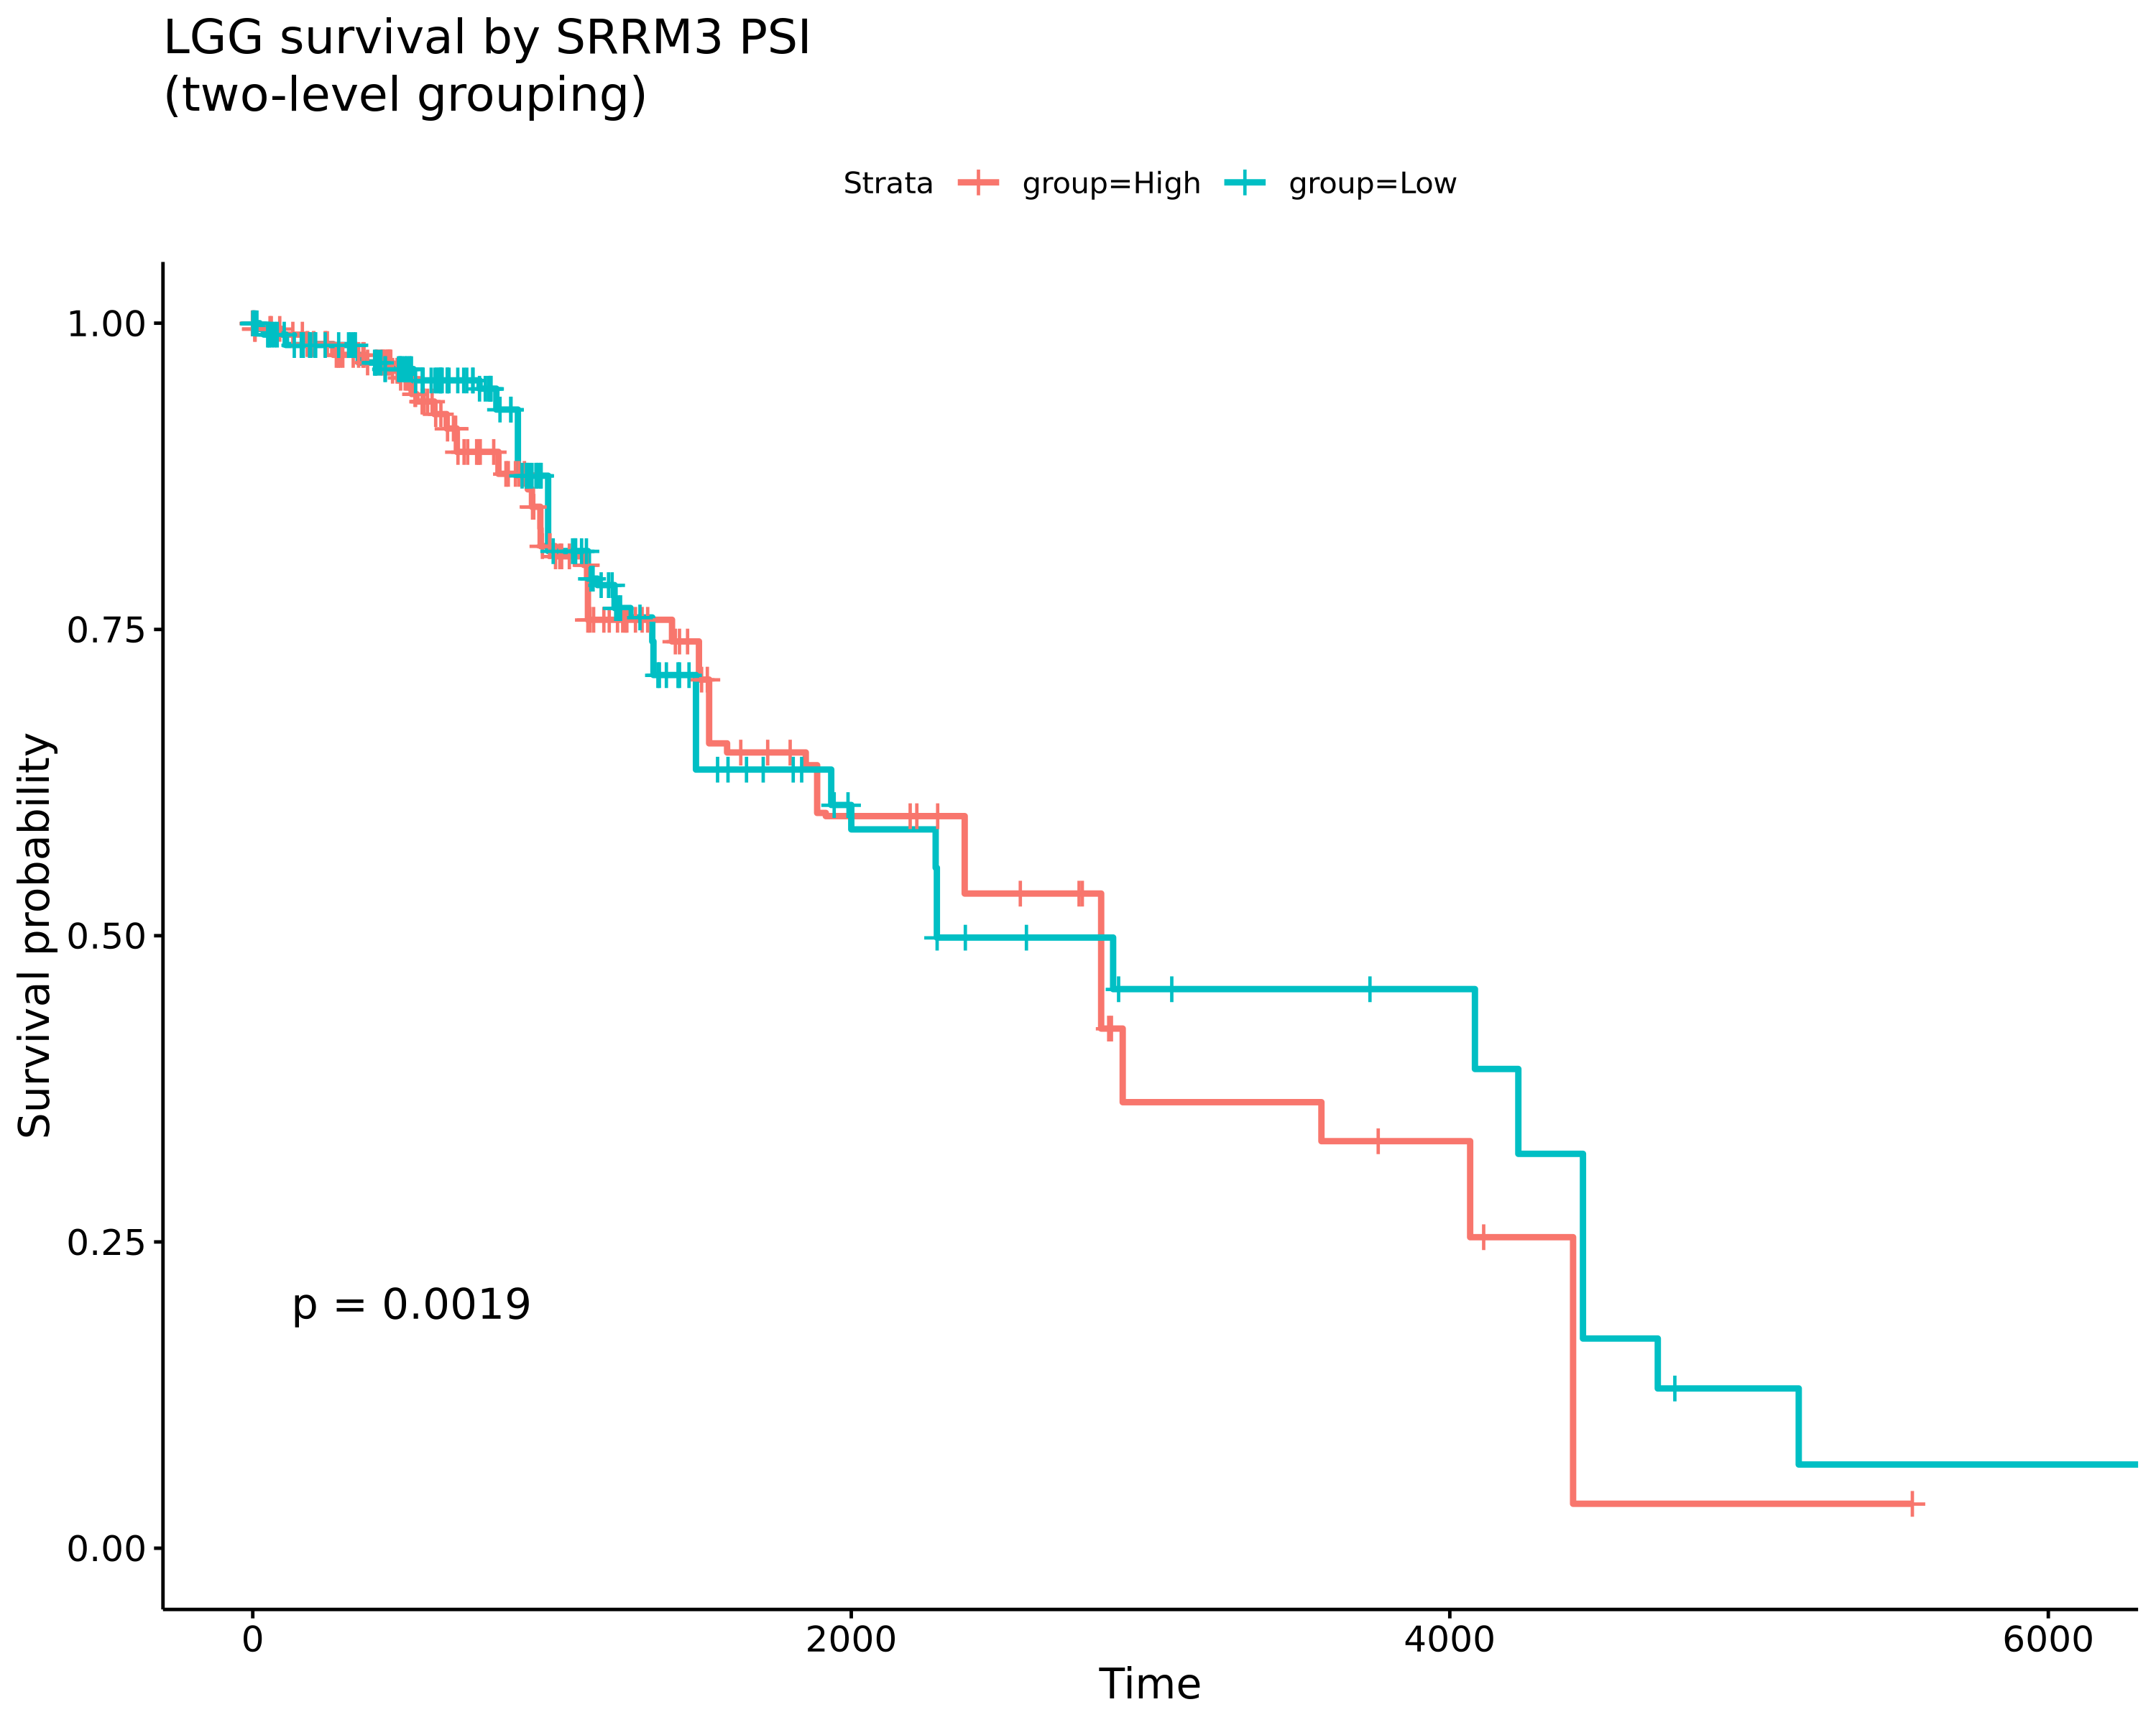 LGG survival by SRRM3 PSI
(two-level grouping)
Strata group=High group=Low
Survival probability
1.00
0.75
0.50
0.25
0.00
p = 0.0019
0 2000 4000 6000
Time